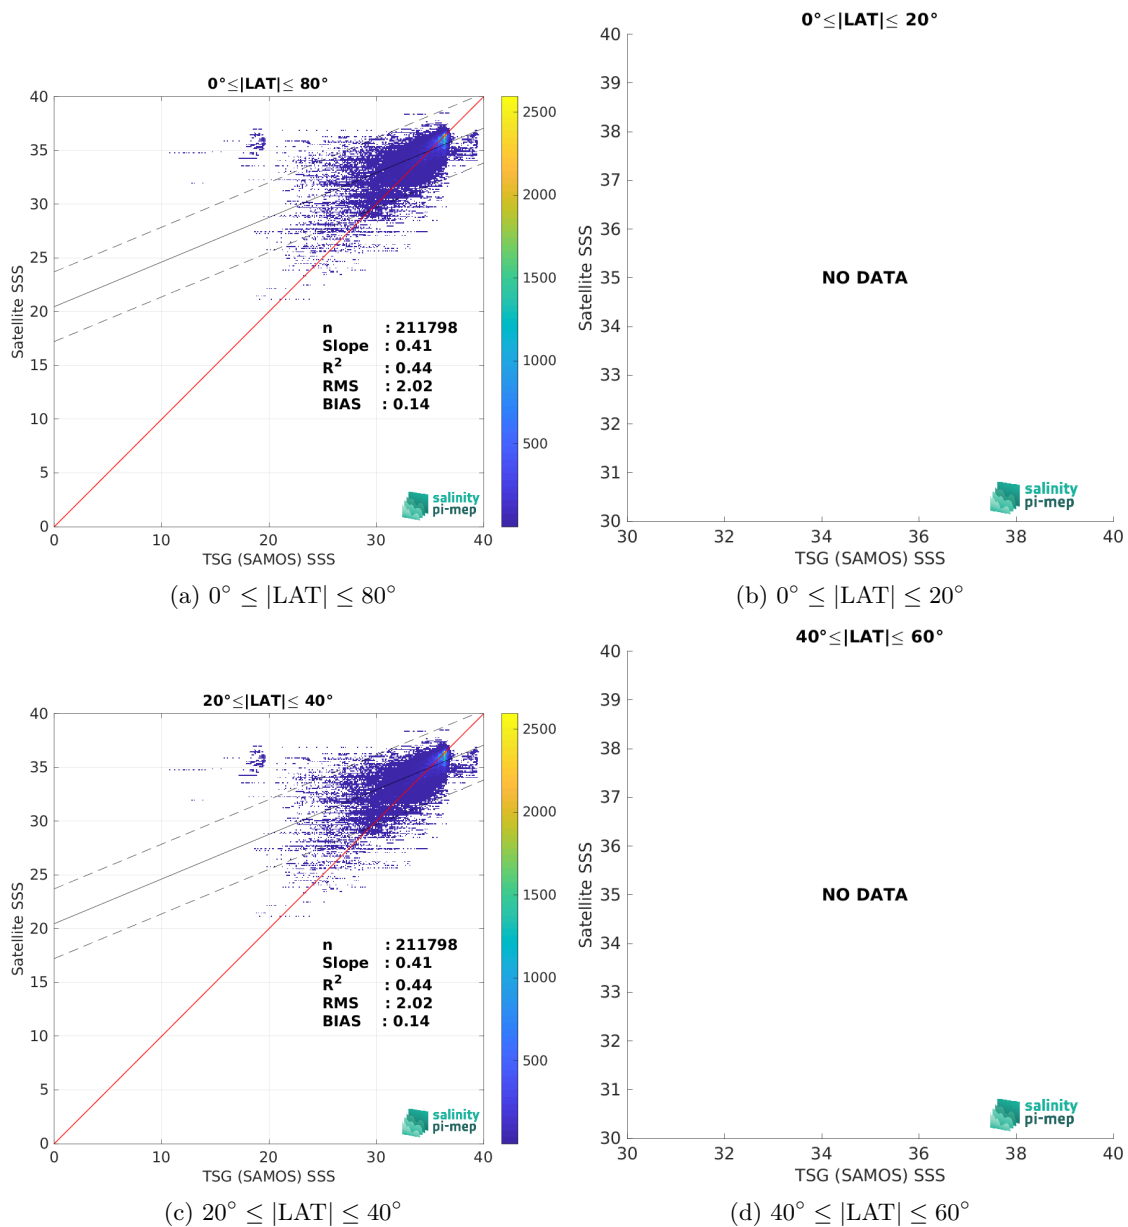 0°≤|LAT|≤ 80°
40
35
30
25
20
15
10
5
0
Satellite SSS
0
10
20
30
40
TSG (SAMOS) SSS
2500
2000
1500
1000
500
n : 211798
Slope : 0.41
R² : 0.44
RMS : 2.02
BIAS : 0.14
salinity
pi-mep
(a) 0° ≤ |LAT| ≤ 80°
0°≤|LAT|≤ 20°
40
39
38
37
36
35
34
33
32
31
30
Satellite SSS
NO DATA
salinity
pi-mep
30
32
34
36
38
40
TSG (SAMOS) SSS
(b) 0° ≤ |LAT| ≤ 20°
20°≤|LAT|≤ 40°
40
35
30
25
20
15
10
5
0
Satellite SSS
0
10
20
30
40
TSG (SAMOS) SSS
2500
2000
1500
1000
500
n : 211798
Slope : 0.41
R² : 0.44
RMS : 2.02
BIAS : 0.14
salinity
pi-mep
(c) 20° ≤ |LAT| ≤ 40°
40°≤|LAT|≤ 60°
40
39
38
37
36
35
34
33
32
31
30
Satellite SSS
NO DATA
salinity
pi-mep
30
32
34
36
38
40
TSG (SAMOS) SSS
(d) 40° ≤ |LAT| ≤ 60°